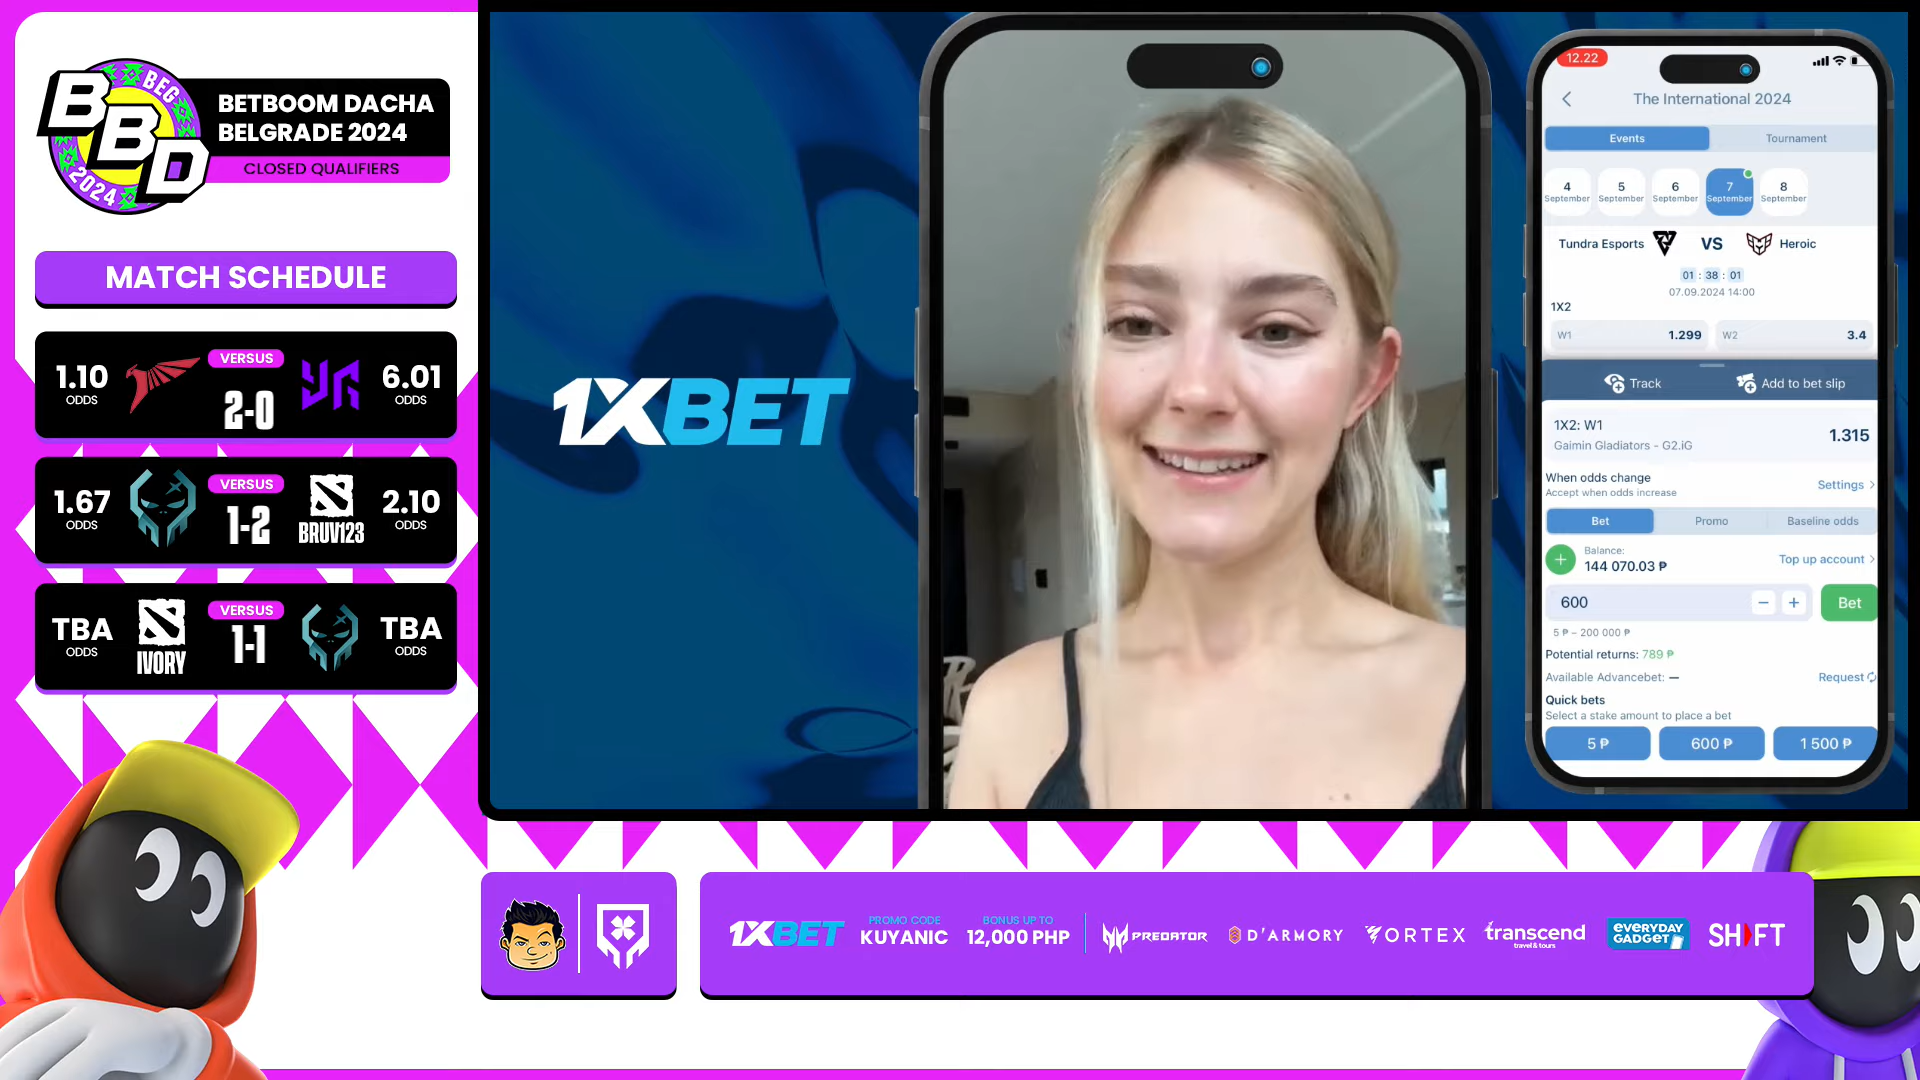 BBD
BEG
2024
BETBOOM DACHA
BELGRADE 2024
CLOSED QUALIFIERS
MATCH SCHEDULE
1.10
ODDS
VERSUS
2-0
6.01
ODDS
1.67
ODDS
VERSUS
1-2
BRUV123
2.10
ODDS
TBA
ODDS
IVORY
VERSUS
1-1
TBA
ODDS
1XBET
12.22
The International 2024
Events
Tournament
4
September
5
September
6
September
7
September
8
September
Tundra Esports
VS
Heroic
01 : 38 : 01
07.09.2024 14:00
1X2
W1
1.299
W2
3.4
Track
Add to bet slip
1X2: W1
Gaimin Gladiators - G2.iG
1.315
When odds change
Accept when odds increase
Settings
Bet
Promo
Baseline odds
Balance:
144 070.03 ₱
Top up account
600
Bet
5 ₱ – 200 000 ₱
Potential returns: 789 ₱
Available Advancebet: —
Request
Quick bets
Select a stake amount to place a bet
5 ₱
600 ₱
1 500 ₱
1XBET
PROMO CODE
KUYANIC
BONUS UP TO
12,000 PHP
PREDATOR
D'ARMORY
VORTEX
transcend
travel & tours
EVERYDAY
GADGET
SHIFT